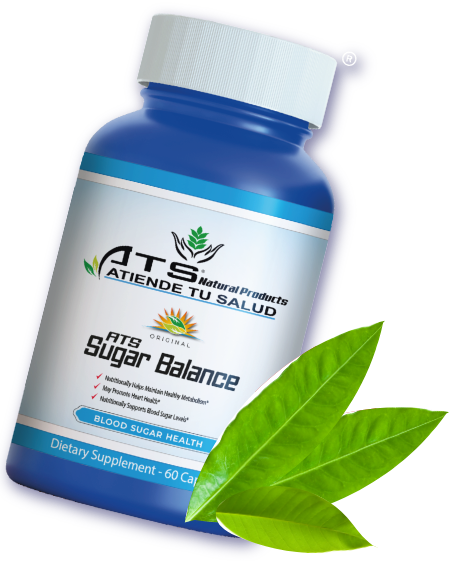 ®
ATS®
Natural Products
ATIENDE TU SALUD
ORIGINAL
ATS
Sugar Balance
Nutritionally Helps Maintain Healthy Metabolism*
May Promote Heart Health*
Nutritionally Supports Blood Sugar Levels*
BLOOD SUGAR HEALTH
Dietary Supplement - 60